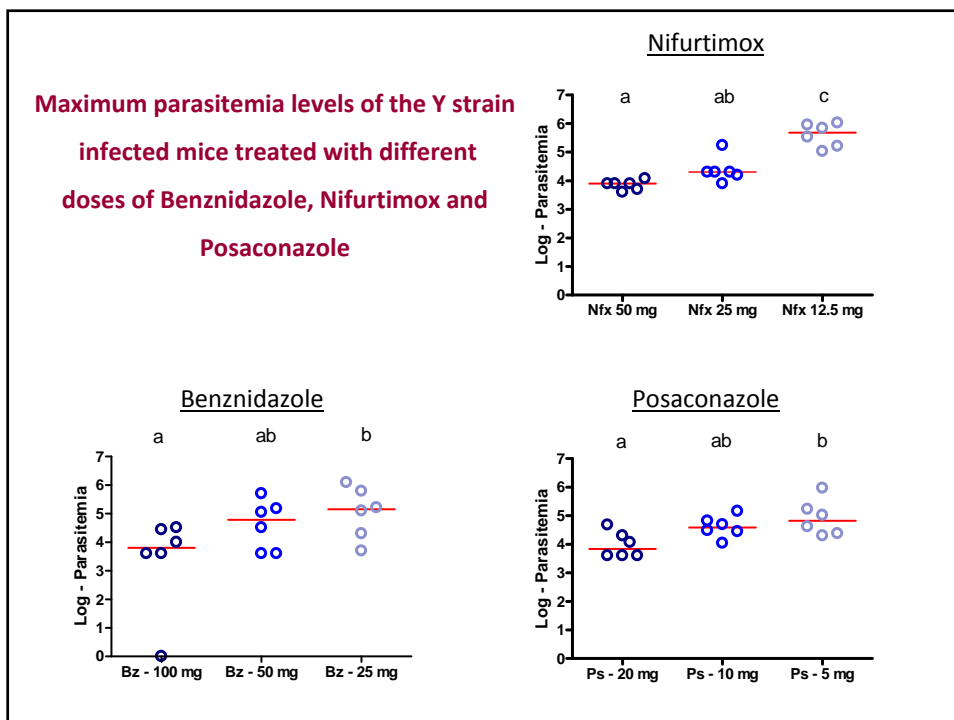 Maximum parasitemia levels of the Y strain
infected mice treated with different
doses of Benznidazole, Nifurtimox and
Posaconazole
Nifurtimox
a ab c
Log - Parasitemia
7
6
5
4
3
2
1
0
Nfx 50 mg Nfx 25 mg Nfx 12.5 mg
Benznidazole
a ab b
Log - Parasitemia
7
6
5
4
3
2
1
0
Bz - 100 mg Bz - 50 mg Bz - 25 mg
Posaconazole
a ab b
Log - Parasitemia
7
6
5
4
3
2
1
0
Ps - 20 mg Ps - 10 mg Ps - 5 mg